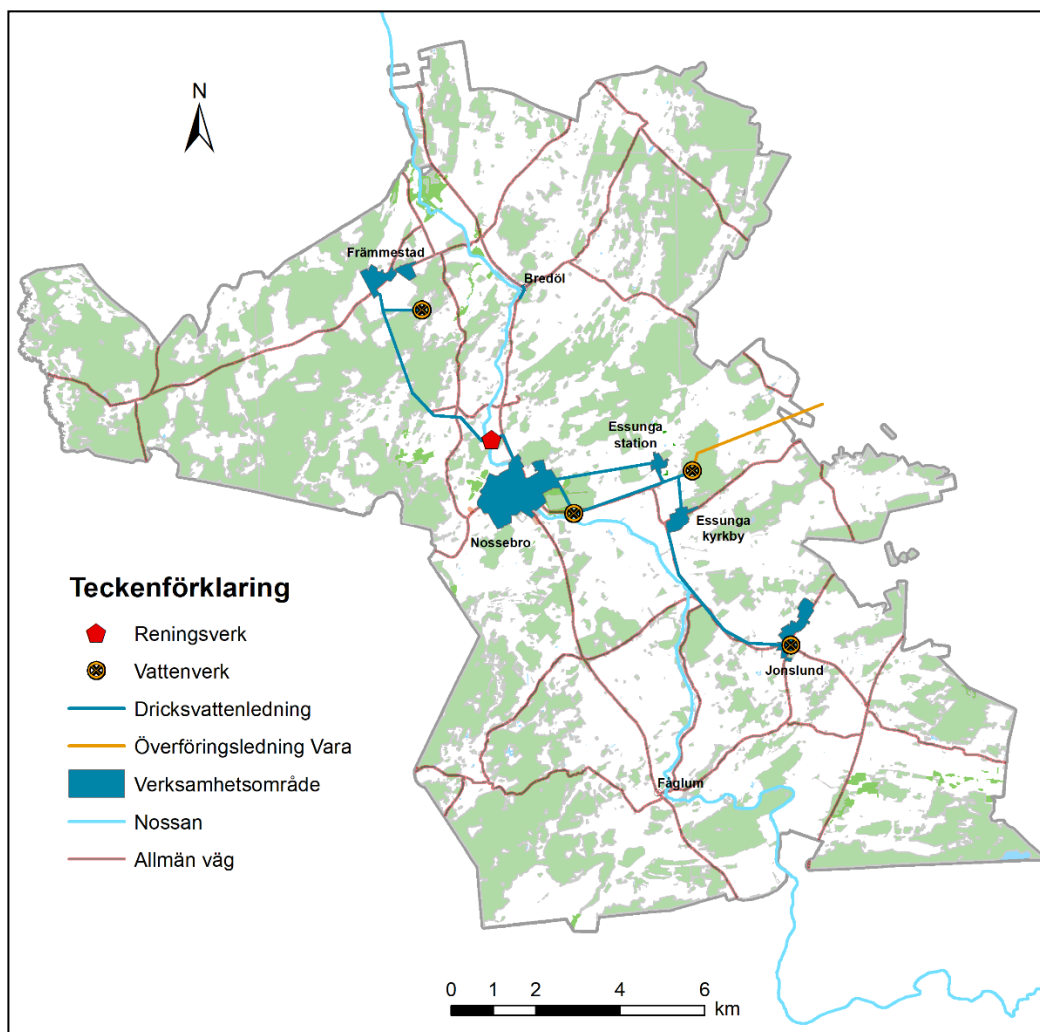 N
Främmestad
Bredöl
Essunga
station
Essunga
kyrkby
Nossebro
Jonslund
Fåglum
Teckenförklaring
Reningsverk
Vattenverk
Dricksvattenledning
Överföringsledning Vara
Verksamhetsområde
Nossan
Allmän väg
0 1 2 4 6
km